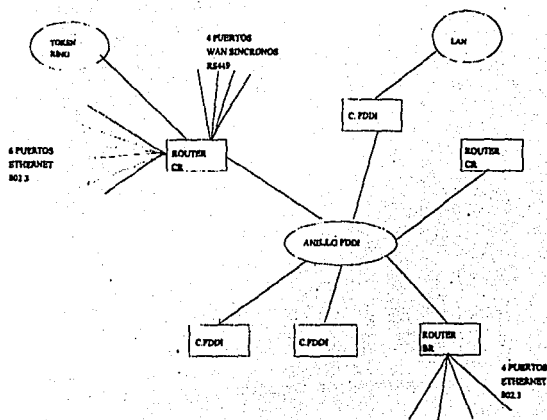 TOKEN
RING
4 PUERTOS
WAN SINCRONOS
RS449
LAN
C. FDDI
6 PUERTOS
ETHERNET
802.3
ROUTER
CR
ROUTER
CR
ANILLO FDDI
C.FDDI
C.FDDI
ROUTER
BR
4 PUERTOS
ETHERNET
802.3